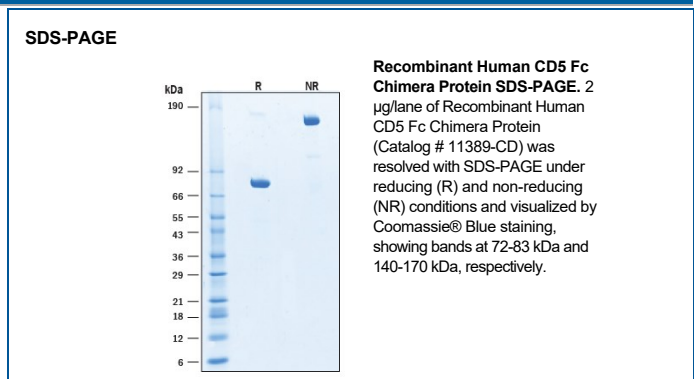 SDS-PAGE
kDa
R
NR
190
92
66
55
43
36
29
21
18
12
6
Recombinant Human CD5 Fc
Chimera Protein SDS-PAGE. 2
µg/lane of Recombinant Human
CD5 Fc Chimera Protein
(Catalog # 11389-CD) was
resolved with SDS-PAGE under
reducing (R) and non-reducing
(NR) conditions and visualized by
Coomassie® Blue staining,
showing bands at 72-83 kDa and
140-170 kDa, respectively.